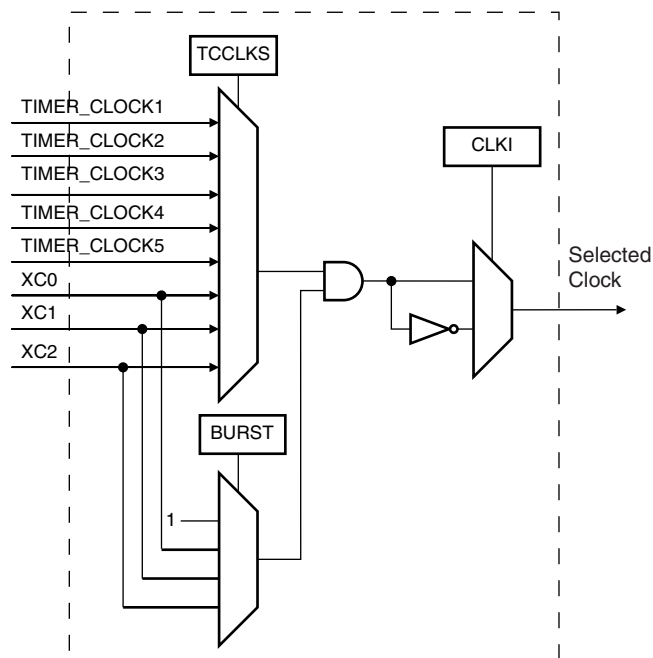 TCCLKS
TIMER_CLOCK1
TIMER_CLOCK2
TIMER_CLOCK3
TIMER_CLOCK4
TIMER_CLOCK5
XC0
XC1
XC2
CLKI
Selected
Clock
BURST
1